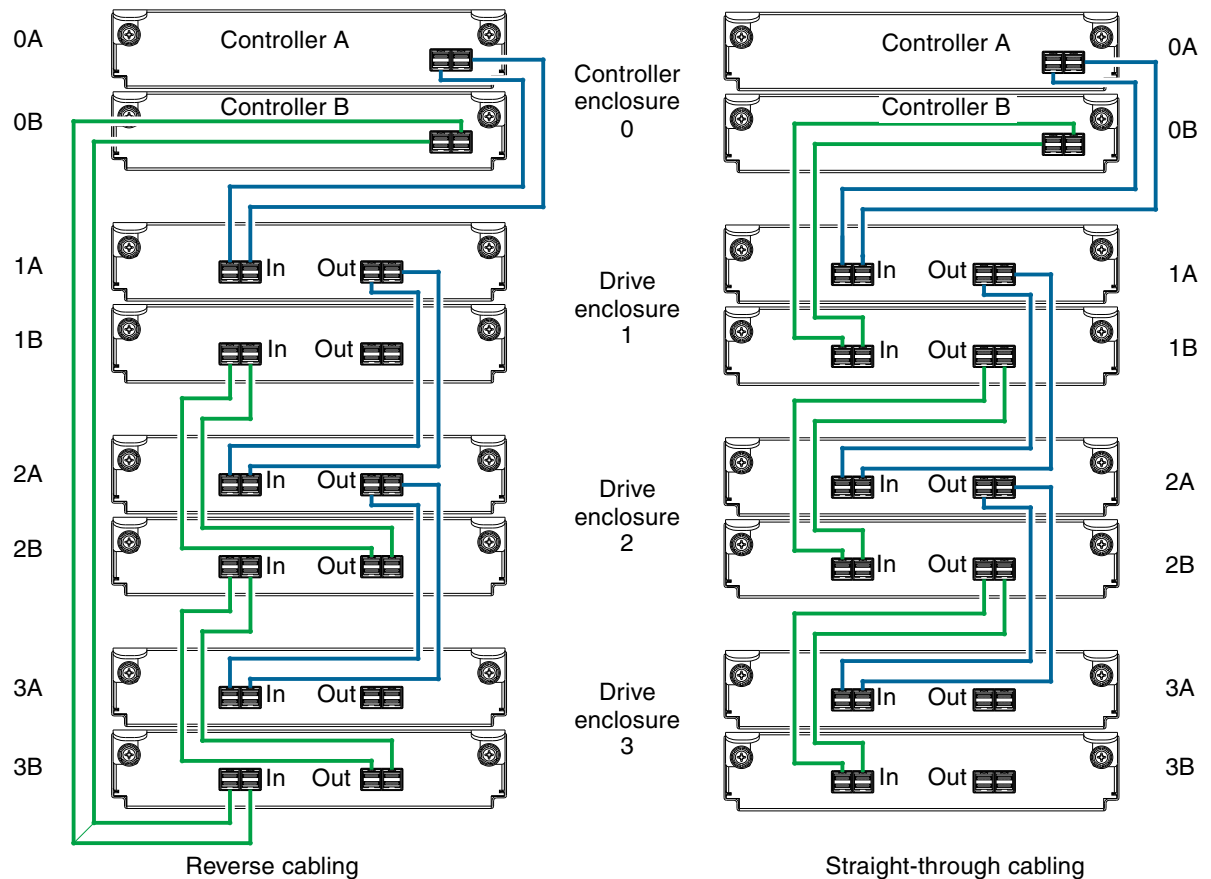 0A
Controller A
0B
Controller B
1A
In
Out
1B
In
Out
2A
In
Out
2B
In
Out
3A
In
Out
3B
In
Out
Reverse cabling
Controller
enclosure
0
Drive
enclosure
1
Drive
enclosure
2
Drive
enclosure
3
Controller A
0A
Controller B
0B
In
Out
1A
In
Out
1B
In
Out
2A
In
Out
2B
In
Out
3A
In
Out
3B
Straight-through cabling